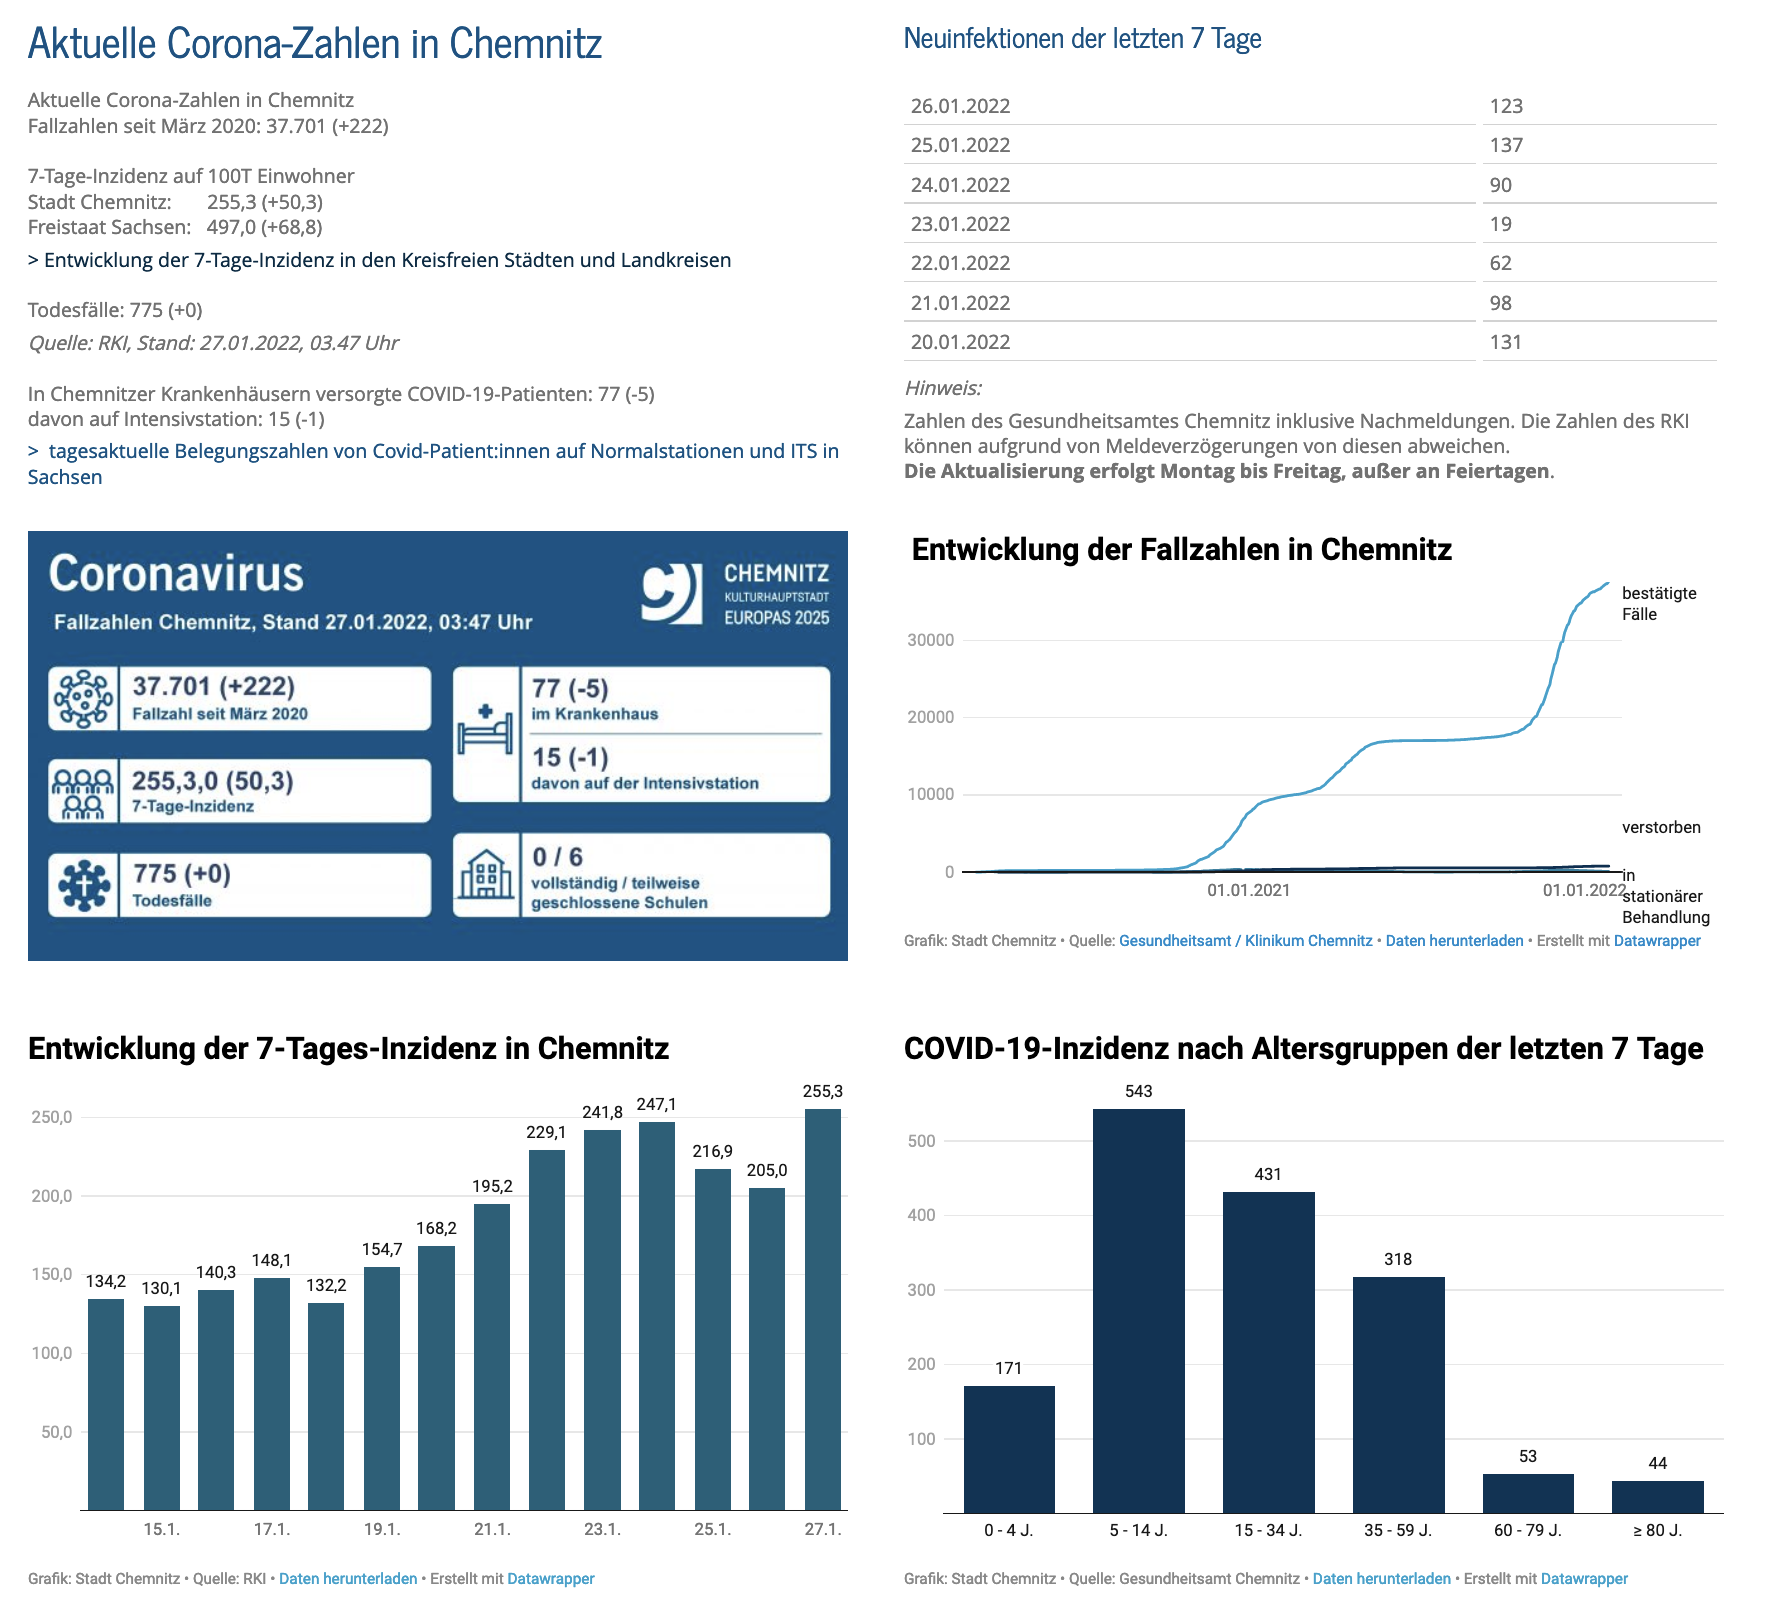 Aktuelle Corona-Zahlen in Chemnitz
Aktuelle Corona-Zahlen in Chemnitz
Fallzahlen seit März 2020: 37.701 (+222)
7-Tage-Inzidenz auf 100T Einwohner
Stadt Chemnitz: 255,3 (+50,3)
Freistaat Sachsen: 497,0 (+68,8)
> Entwicklung der 7-Tage-Inzidenz in den Kreisfreien Städten und Landkreisen
Todesfälle: 775 (+0)
Quelle: RKI, Stand: 27.01.2022, 03.47 Uhr
In Chemnitzer Krankenhäusern versorgte COVID-19-Patienten: 77 (-5)
davon auf Intensivstation: 15 (-1)
> tagesaktuelle Belegungszahlen von Covid-Patient:innen auf Normalstationen und ITS in
Sachsen
Neuinfektionen der letzten 7 Tage
26.01.2022 123
25.01.2022 137
24.01.2022 90
23.01.2022 19
22.01.2022 62
21.01.2022 98
20.01.2022 131
Hinweis:
Zahlen des Gesundheitsamtes Chemnitz inklusive Nachmeldungen. Die Zahlen des RKI
können aufgrund von Meldeverzögerungen von diesen abweichen.
Die Aktualisierung erfolgt Montag bis Freitag, außer an Feiertagen.
Coronavirus
Fallzahlen Chemnitz, Stand 27.01.2022, 03:47 Uhr
CHEMNITZ
KULTURHAUPTSTADT
EUROPAS 2025
37.701 (+222)
Fallzahl seit März 2020
255,3,0 (50,3)
7-Tage-Inzidenz
775 (+0)
Todesfälle
77 (-5)
im Krankenhaus
15 (-1)
davon auf der Intensivstation
0 / 6
vollständig / teilweise
geschlossene Schulen
Entwicklung der Fallzahlen in Chemnitz
bestätigte
Fälle
30000
20000
10000
verstorben
0
in
stationärer
Behandlung
01.01.2021 01.01.2022
Grafik: Stadt Chemnitz • Quelle: Gesundheitsamt / Klinikum Chemnitz • Daten herunterladen • Erstellt mit Datawrapper
Entwicklung der 7-Tages-Inzidenz in Chemnitz
250,0
200,0
150,0
100,0
50,0
134,2 130,1 140,3 148,1 132,2 154,7 168,2 195,2 229,1 241,8 247,1 216,9 205,0 255,3
15.1. 17.1. 19.1. 21.1. 23.1. 25.1. 27.1.
Grafik: Stadt Chemnitz • Quelle: RKI • Daten herunterladen • Erstellt mit Datawrapper
COVID-19-Inzidenz nach Altersgruppen der letzten 7 Tage
500
400
300
200
100
171 543 431 318 53 44
0 - 4 J. 5 - 14 J. 15 - 34 J. 35 - 59 J. 60 - 79 J. ≥ 80 J.
Grafik: Stadt Chemnitz • Quelle: Gesundheitsamt Chemnitz • Daten herunterladen • Erstellt mit Datawrapper